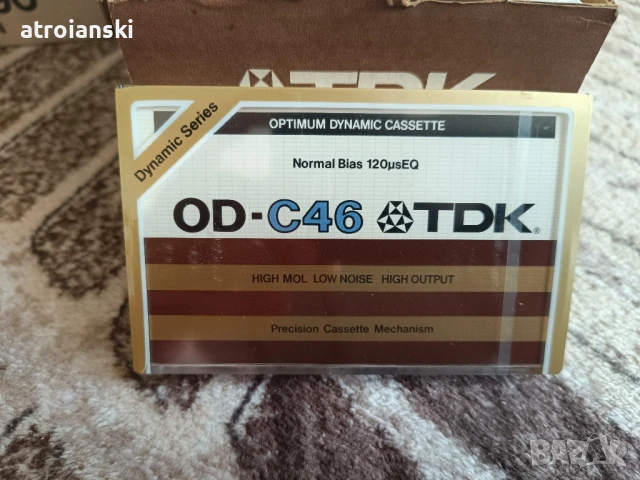 atroianski
TDK
Dynamic Series
OPTIMUM DYNAMIC CASSETTE
Normal Bias 120µsEQ
OD-C46 TDK®
HIGH MOL LOW NOISE HIGH OUTPUT
Precision Cassette Mechanism
BAZAR